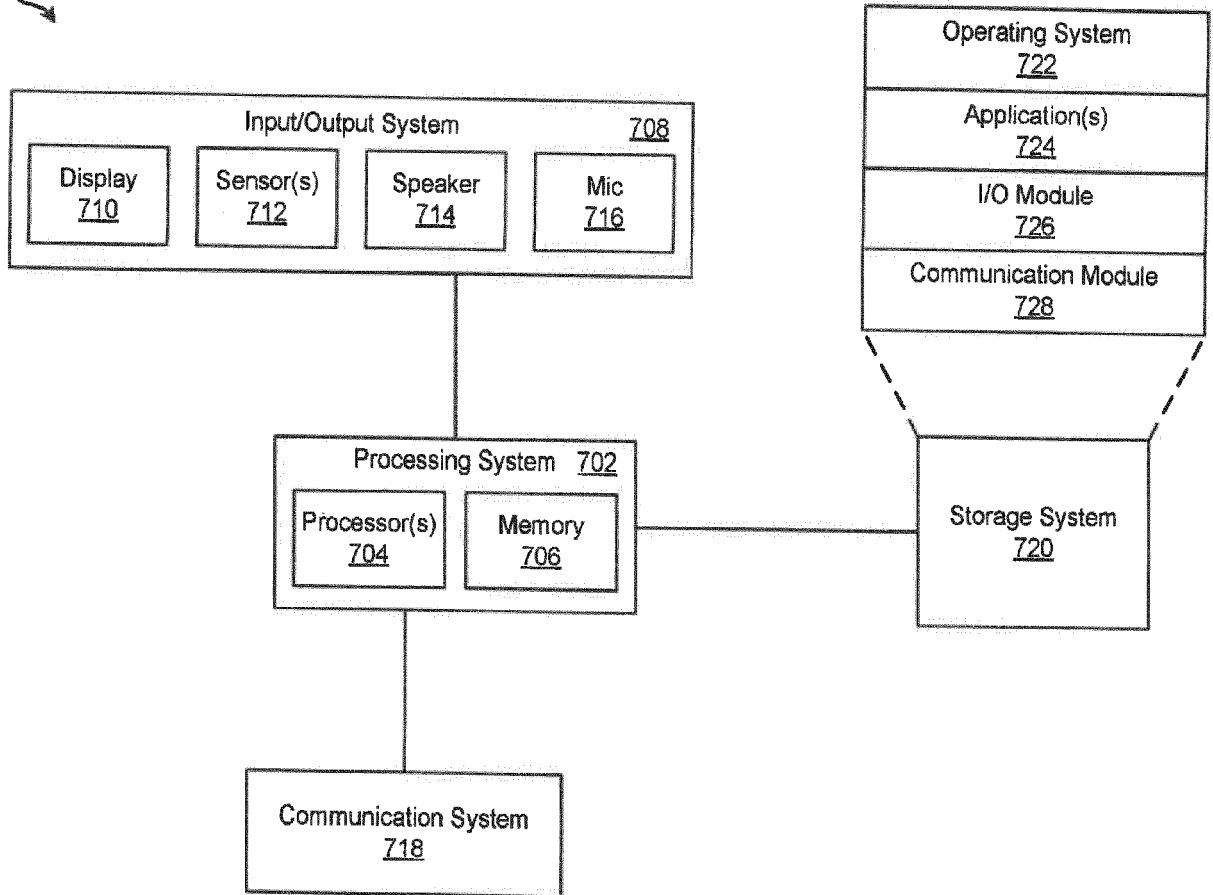 Operating System
722
Application(s)
724
I/O Module
726
Communication Module
728
Input/Output System 708
Display
710
Sensor(s)
712
Speaker
714
Mic
716
Processing System 702
Processor(s)
704
Memory
706
Storage System
720
Communication System
718